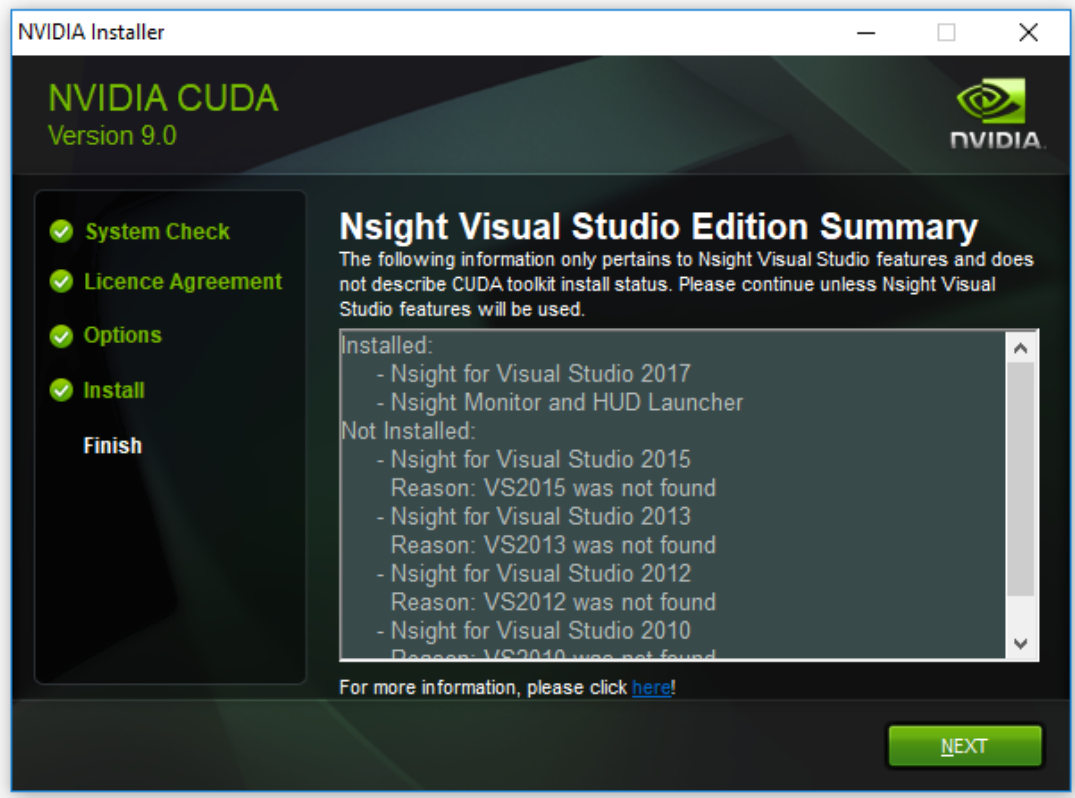 NVIDIA Installer
NVIDIA CUDA
Version 9.0
NVIDIA.
System Check
Licence Agreement
Options
Install
Finish
Nsight Visual Studio Edition Summary
The following information only pertains to Nsight Visual Studio features and does
not describe CUDA toolkit install status. Please continue unless Nsight Visual
Studio features will be used.
Installed:
- Nsight for Visual Studio 2017
- Nsight Monitor and HUD Launcher
Not Installed:
- Nsight for Visual Studio 2015
Reason: VS2015 was not found
- Nsight for Visual Studio 2013
Reason: VS2013 was not found
- Nsight for Visual Studio 2012
Reason: VS2012 was not found
- Nsight for Visual Studio 2010
Reason: VS2010 was not found
For more information, please click here!
NEXT